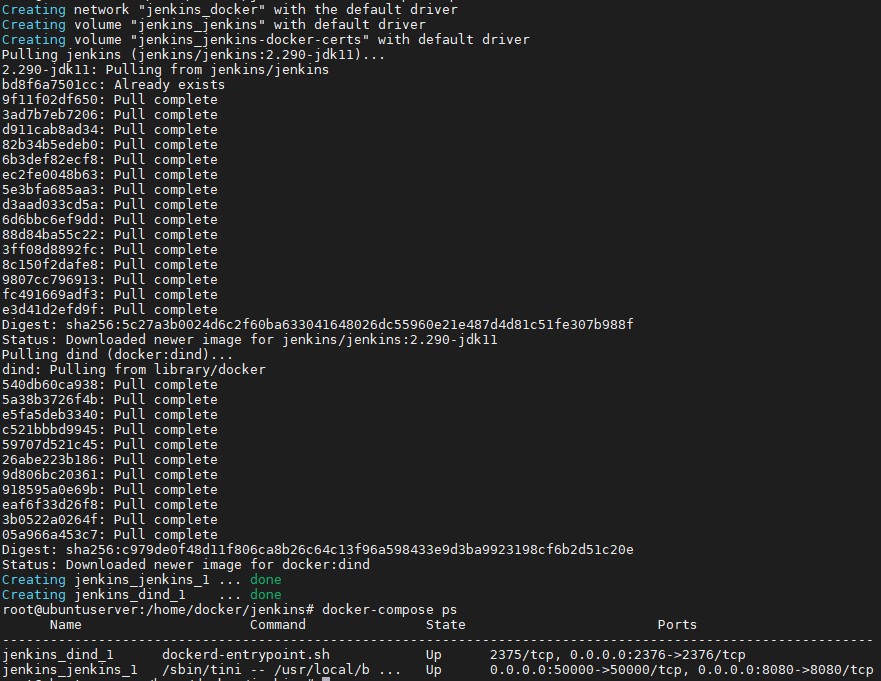 Creating network "jenkins_docker" with the default driver
Creating volume "jenkins_jenkins" with default driver
Creating volume "jenkins_jenkins-docker-certs" with default driver
Pulling jenkins (jenkins/jenkins:2.290-jdk11)...
2.290-jdk11: Pulling from jenkins/jenkins
bd8f6a7501cc: Already exists
9f11f02df650: Pull complete
3ad7b7eb7206: Pull complete
d911cab8ad34: Pull complete
82b34b5edeb0: Pull complete
6b3def82ecf8: Pull complete
ec2fe0048b63: Pull complete
5e3bfa685aa3: Pull complete
d3aad033cd5a: Pull complete
6d6bbc6ef9dd: Pull complete
88d84ba55c22: Pull complete
3ff08d8892fc: Pull complete
8c150f2dafe8: Pull complete
9807cc796913: Pull complete
fc491669adf3: Pull complete
e3d41d2efd9f: Pull complete
Digest: sha256:5c27a3b0024d6c2f60ba633041648026dc55960e21e487d4d81c51fe307b988f
Status: Downloaded newer image for jenkins/jenkins:2.290-jdk11
Pulling dind (docker:dind)...
dind: Pulling from library/docker
540db60ca938: Pull complete
5a38b3726f4b: Pull complete
e5fa5deb3340: Pull complete
c521bbbd9945: Pull complete
59707d521c45: Pull complete
26abe223b186: Pull complete
9d806bc20361: Pull complete
918595a0e69b: Pull complete
eaf6f33d26f8: Pull complete
3b0522a0264f: Pull complete
05a966a453c7: Pull complete
Digest: sha256:c979de0f48d11f806ca8b26c64c13f96a598433e9d3ba9923198cf6b2d51c20e
Status: Downloaded newer image for docker:dind
Creating jenkins_jenkins_1 ... done
Creating jenkins_dind_1    ... done
root@ubuntuserver:/home/docker/jenkins# docker-compose ps
Name Command State Ports
-------------------------------------------------------------------------------------------------------------
jenkins_dind_1 dockerd-entrypoint.sh Up 2375/tcp, 0.0.0.0:2376->2376/tcp
jenkins_jenkins_1 /sbin/tini -- /usr/local/b ... Up 0.0.0.0:50000->50000/tcp, 0.0.0.0:8080->8080/tcp